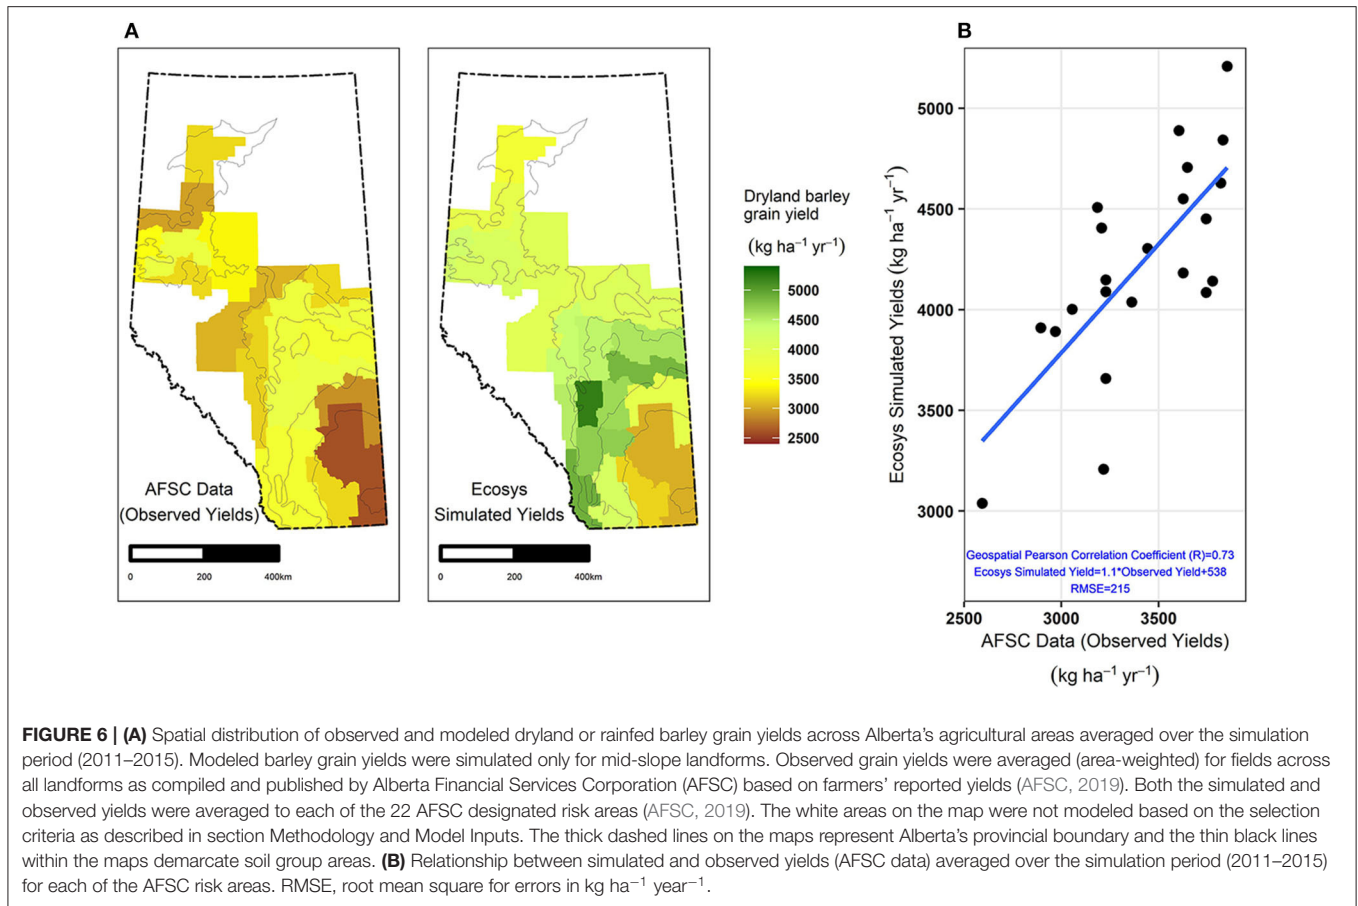 A
AFSC Data
(Observed Yields)
0 200 400km
Ecosys
Simulated Yields
0 200 400km
Dryland barley
grain yield
(kg ha⁻¹ yr⁻¹)
5000
4500
4000
3500
3000
2500
B
Ecosys Simulated Yields (kg ha⁻¹ yr⁻¹)
5000
4500
4000
3500
3000
Geospatial Pearson Correlation Coefficient (R)=0.73
Ecosys Simulated Yield=1.1*Observed Yield+538
RMSE=215
2500 3000 3500
AFSC Data (Observed Yields)
(kg ha⁻¹ yr⁻¹)
FIGURE 6 | (A) Spatial distribution of observed and modeled dryland or rainfed barley grain yields across Alberta’s agricultural areas averaged over the simulation
period (2011–2015). Modeled barley grain yields were simulated only for mid-slope landforms. Observed grain yields were averaged (area-weighted) for fields across
all landforms as compiled and published by Alberta Financial Services Corporation (AFSC) based on farmers’ reported yields (AFSC, 2019). Both the simulated and
observed yields were averaged to each of the 22 AFSC designated risk areas (AFSC, 2019). The white areas on the map were not modeled based on the selection
criteria as described in section Methodology and Model Inputs. The thick dashed lines on the maps represent Alberta’s provincial boundary and the thin black lines
within the maps demarcate soil group areas. (B) Relationship between simulated and observed yields (AFSC data) averaged over the simulation period (2011–2015)
for each of the AFSC risk areas. RMSE, root mean square for errors in kg ha⁻¹ year⁻¹.